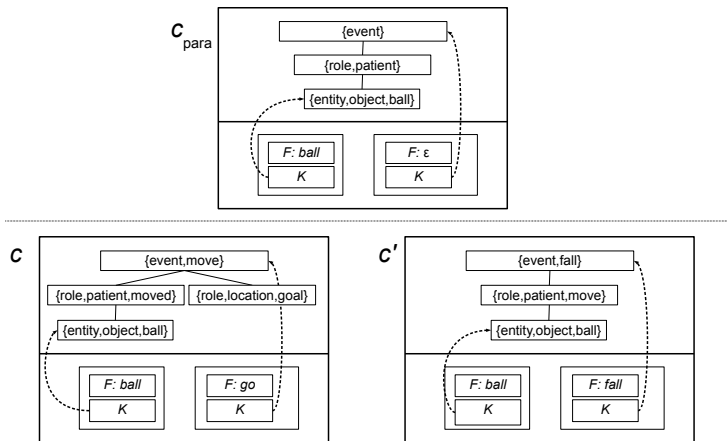 c para
{event}
{role,patient}
{entity,object,ball}
F: ball
F: ε
K
K
c
{event,move}
{role,patient,moved}
{role,location,goal}
{entity,object,ball}
F: ball
F: go
K
K
c'
{event,fall}
{role,patient,move}
{entity,object,ball}
F: ball
F: fall
K
K